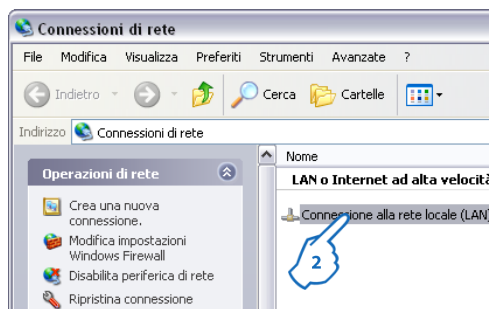 Connessioni di rete
File Modifica Visualizza Preferiti Strumenti Avanzate ?
Indietro Cerca Cartelle
Indirizzo Connessioni di rete
Operazioni di rete
Crea una nuova
connessione.
Modifica impostazioni
Windows Firewall
Disabilita periferica di rete
Ripristina connessione
Nome
LAN o Internet ad alta velocità
Connessione alla rete locale (LAN)
2